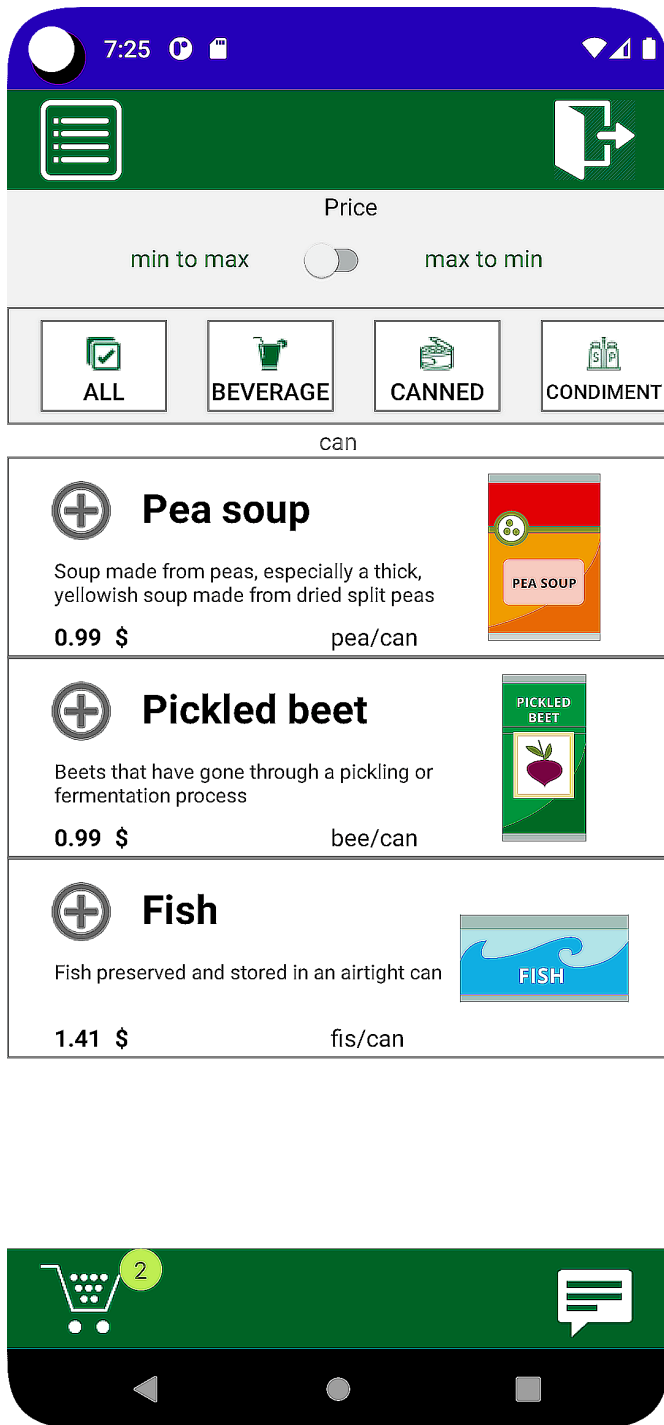 7:25
Price
min to max
max to min
ALL
BEVERAGE
CANNED
CONDIMENT
S P
can
Pea soup
Soup made from peas, especially a thick,
yellowish soup made from dried split peas
0.99 $
pea/can
PEA SOUP
Pickled beet
Beets that have gone through a pickling or
fermentation process
0.99 $
bee/can
PICKLED
BEET
Fish
Fish preserved and stored in an airtight can
1.41 $
fis/can
FISH
2